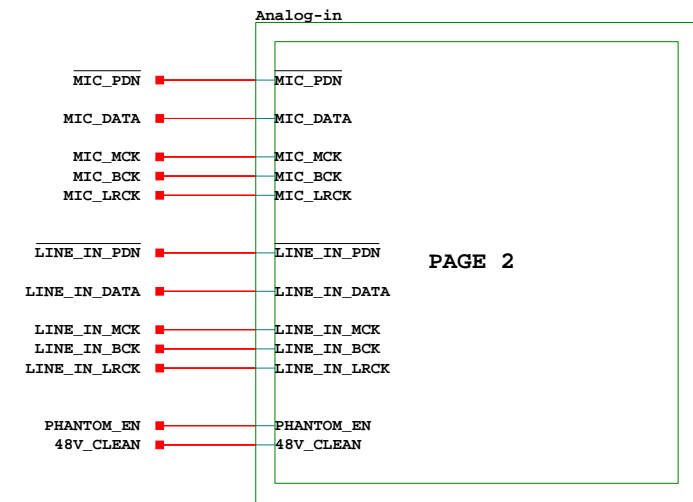 Analog-in
MIC_PDN MIC_PDN
MIC_DATA MIC_DATA
MIC_MCK MIC_MCK
MIC_BCK MIC_BCK
MIC_LRCK MIC_LRCK
LINE_IN_PDN LINE_IN_PDN
PAGE 2
LINE_IN_DATA LINE_IN_DATA
LINE_IN_MCK LINE_IN_MCK
LINE_IN_BCK LINE_IN_BCK
LINE_IN_LRCK LINE_IN_LRCK
PHANTOM_EN PHANTOM_EN
48V_CLEAN 48V_CLEAN